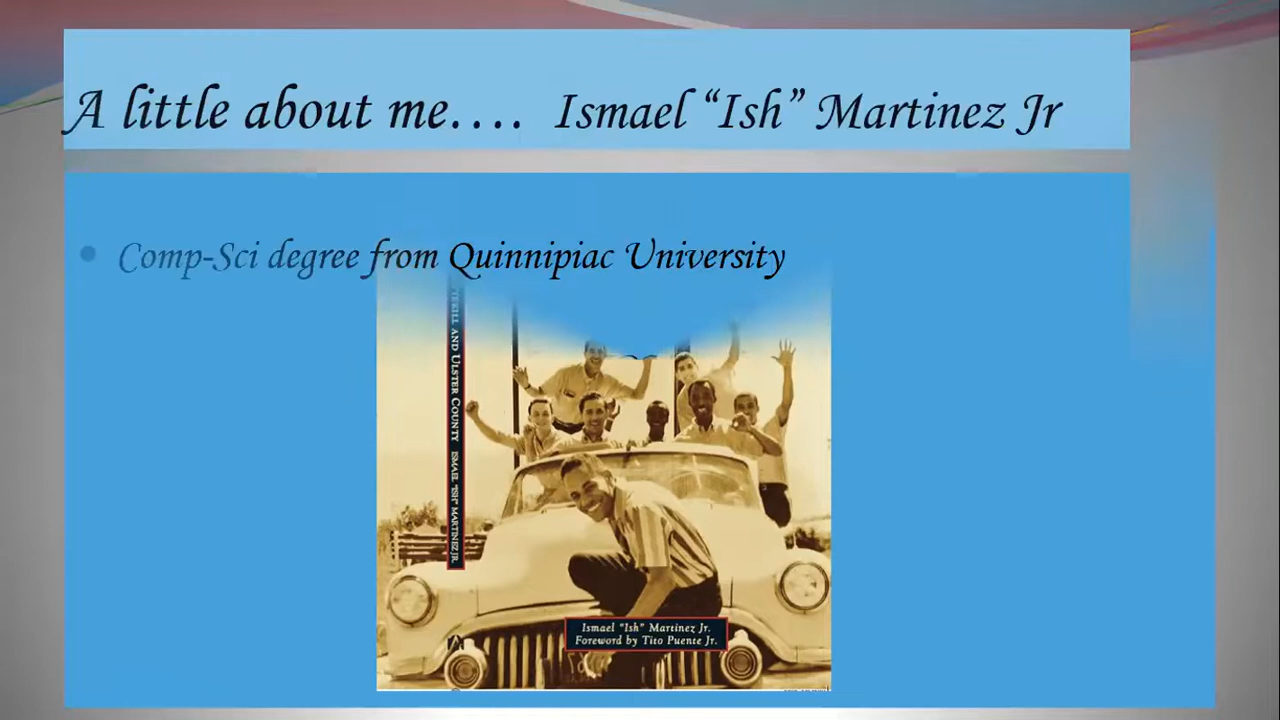 A little about me.... Ismael “Ish” Martinez Jr
• Comp-Sci degree from Quinnipiac University
AND ULSTER COUNTY ISMAEL "ISH" MARTINEZ JR.
Ismael "Ish" Martinez Jr.
Foreword by Tito Puente Jr.